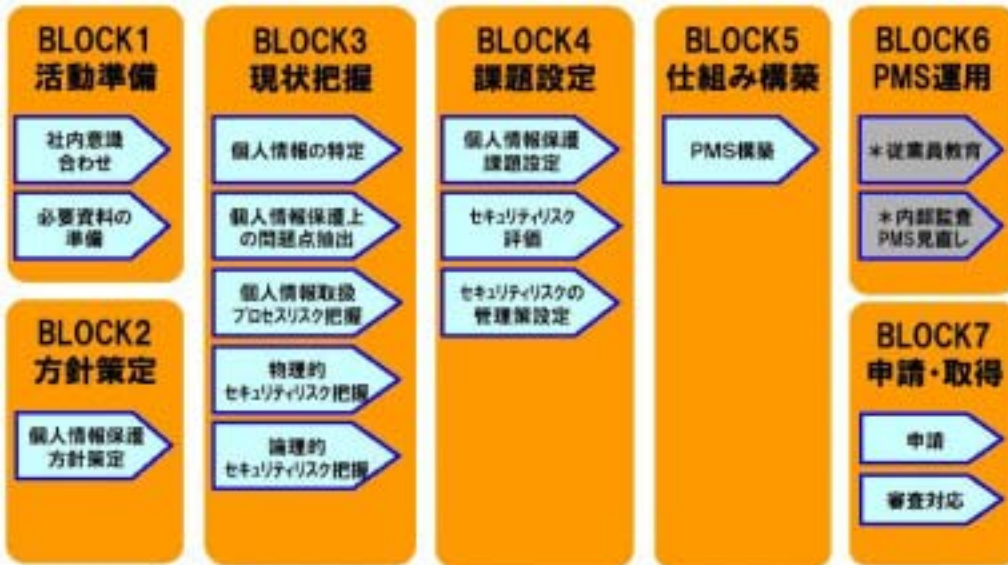 BLOCK1
活動準備
社内意識
合わせ
必要資料の
準備
BLOCK2
方針策定
個人情報保護
方針策定
BLOCK3
現状把握
個人情報の特定
個人情報保護上
の問題点抽出
個人情報取扱
プロセスリスク把握
物理的
セキュリティリスク把握
論理的
セキュリティリスク把握
BLOCK4
課題設定
個人情報保護
課題設定
セキュリティリスク
評価
セキュリティリスクの
管理策設定
BLOCK5
仕組み構築
PMS構築
BLOCK6
PMS運用
＊従業員教育
＊内部監査
PMS見直し
BLOCK7
申請・取得
申請
審査対応